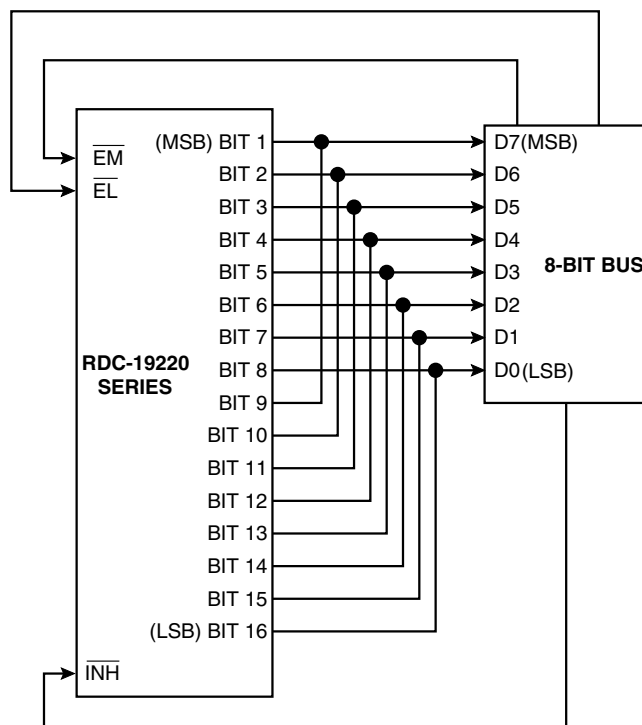 (MSB) BIT 1
BIT 2
BIT 3
BIT 4
BIT 5
BIT 6
BIT 7
BIT 8
BIT 9
BIT 10
BIT 11
BIT 12
BIT 13
BIT 14
BIT 15
(LSB) BIT 16
EM
EL
RDC-19220
SERIES
INH
D7(MSB)
D6
D5
D4
D3
D2
D1
D0(LSB)
8-BIT BUS